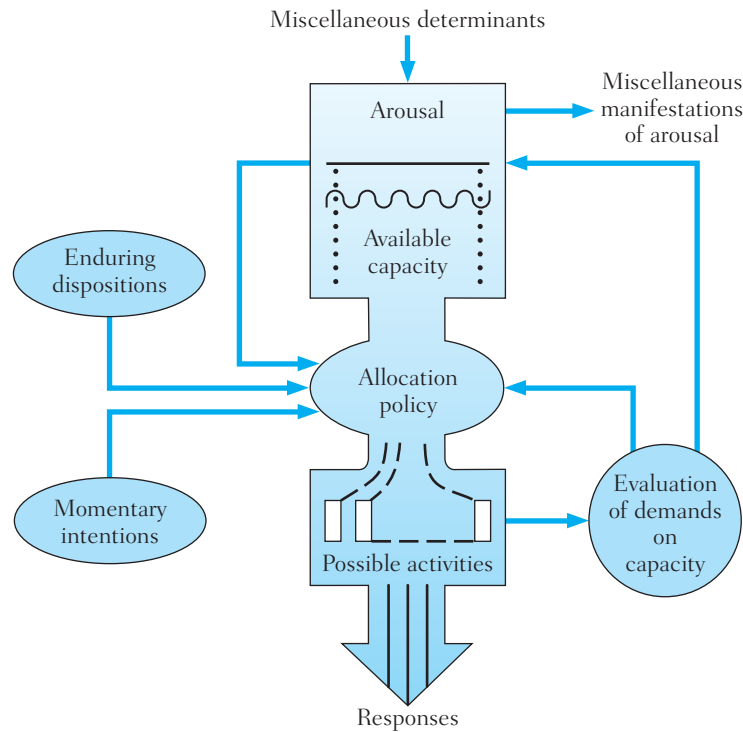 Miscellaneous determinants
Arousal
Miscellaneous
manifestations
of arousal
Available
capacity
Enduring
dispositions
Allocation
policy
Momentary
intentions
Evaluation
of demands
on
capacity
Possible activities
Responses